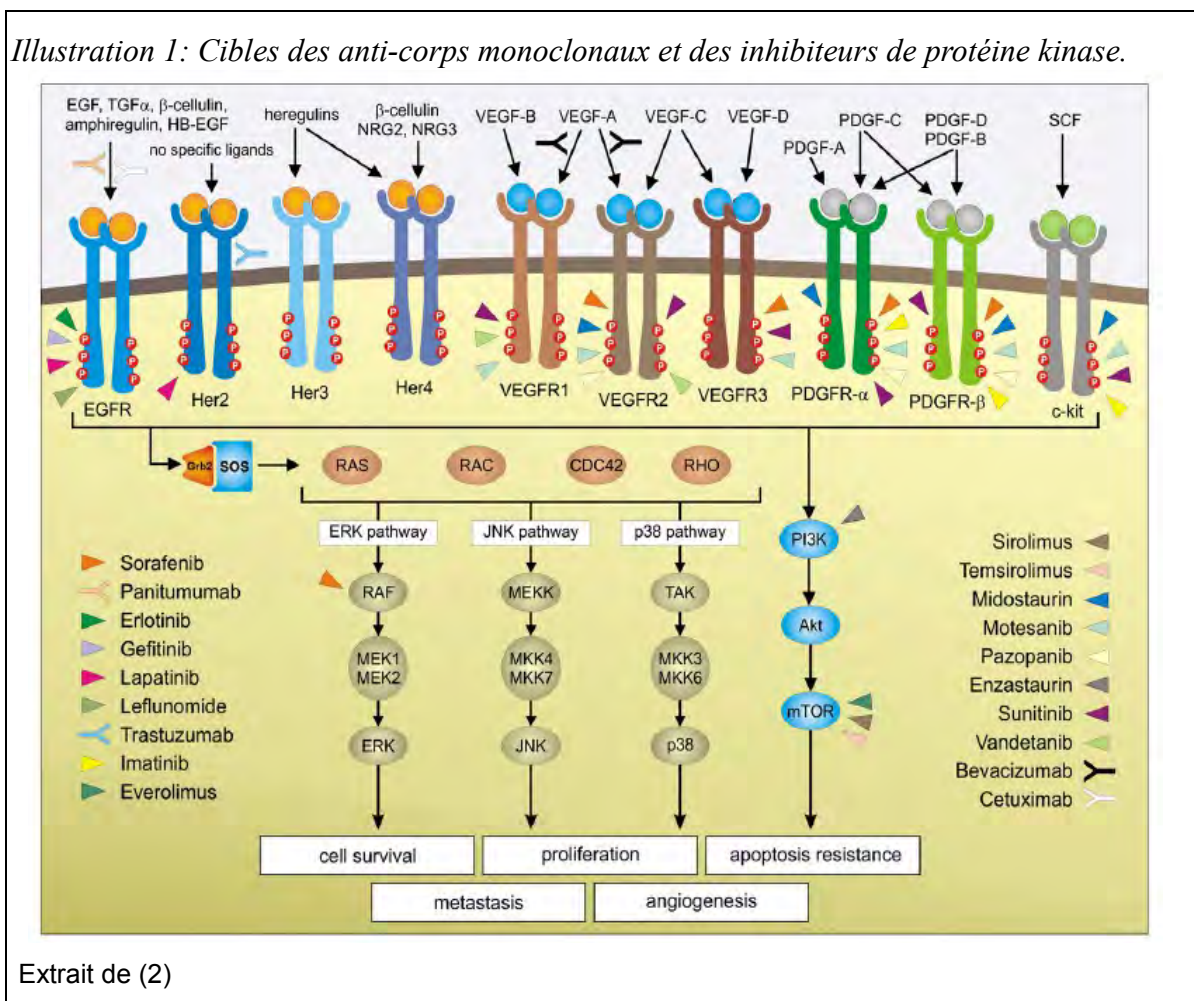 Illustration 1: Cibles des anti-corps monoclonaux et des inhibiteurs de protéine kinase.
EGF, TGFα, β-cellulin,
amphiregulin, HB-EGF
no specific ligands
heregulins
β-cellulin
NRG2, NRG3
VEGF-B
VEGF-A
VEGF-C
VEGF-D
PDGF-A
PDGF-C
PDGF-D
PDGF-B
SCF
P P P P P P P P P P P P P P P P P P P P P P P P P P P P P P P P P P P P P P P P P P P P P P P P P P P P P P P P P P P P
EGFR
Her2
Her3
Her4
VEGFR1
VEGFR2
VEGFR3
PDGFR-α
PDGFR-β
c-kit
Grb2
SOS
RAS
RAC
CDC42
RHO
ERK pathway
JNK pathway
p38 pathway
PI3K
RAF
MEKK
TAK
Akt
MEK1
MEK2
MKK4
MKK7
MKK3
MKK6
mTOR
ERK
JNK
p38
Sorafenib
Panitumumab
Erlotinib
Gefitinib
Lapatinib
Leflunomide
Trastuzumab
Imatinib
Everolimus
Sirolimus
Temsirolimus
Midostaurin
Motesanib
Pazopanib
Enzastaurin
Sunitinib
Vandetanib
Bevacizumab
Cetuximab
cell survival
proliferation
apoptosis resistance
metastasis
angiogenesis
Extrait de (2)